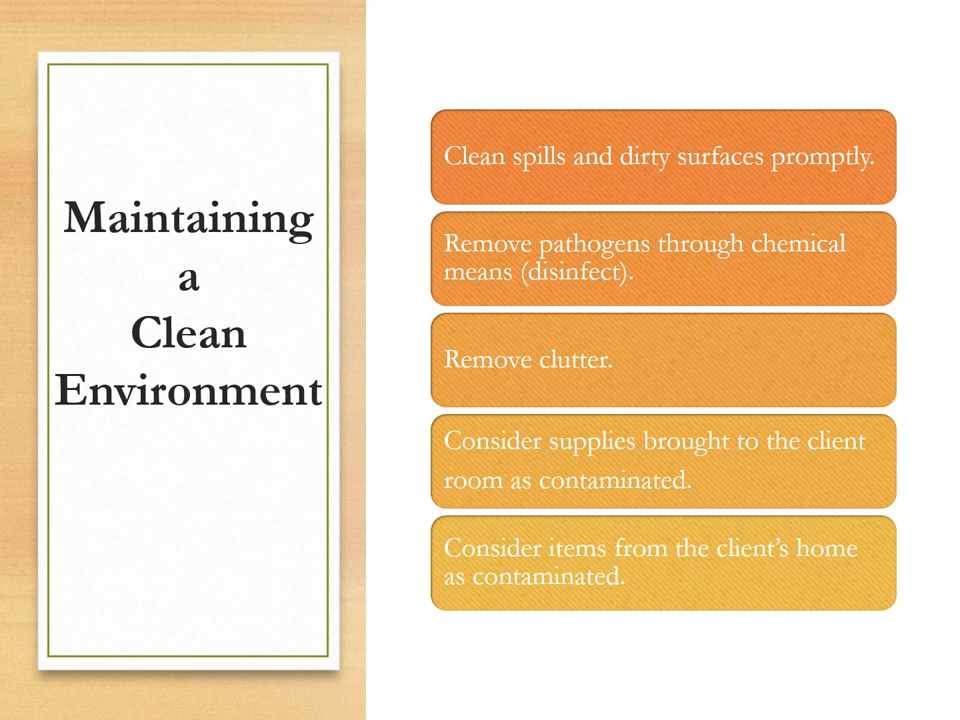 Maintaining
a
Clean
Environment
Clean spills and dirty surfaces promptly.
Remove pathogens through chemical
means (disinfect).
Remove clutter.
Consider supplies brought to the client
room as contaminated.
Consider items from the client’s home
as contaminated.